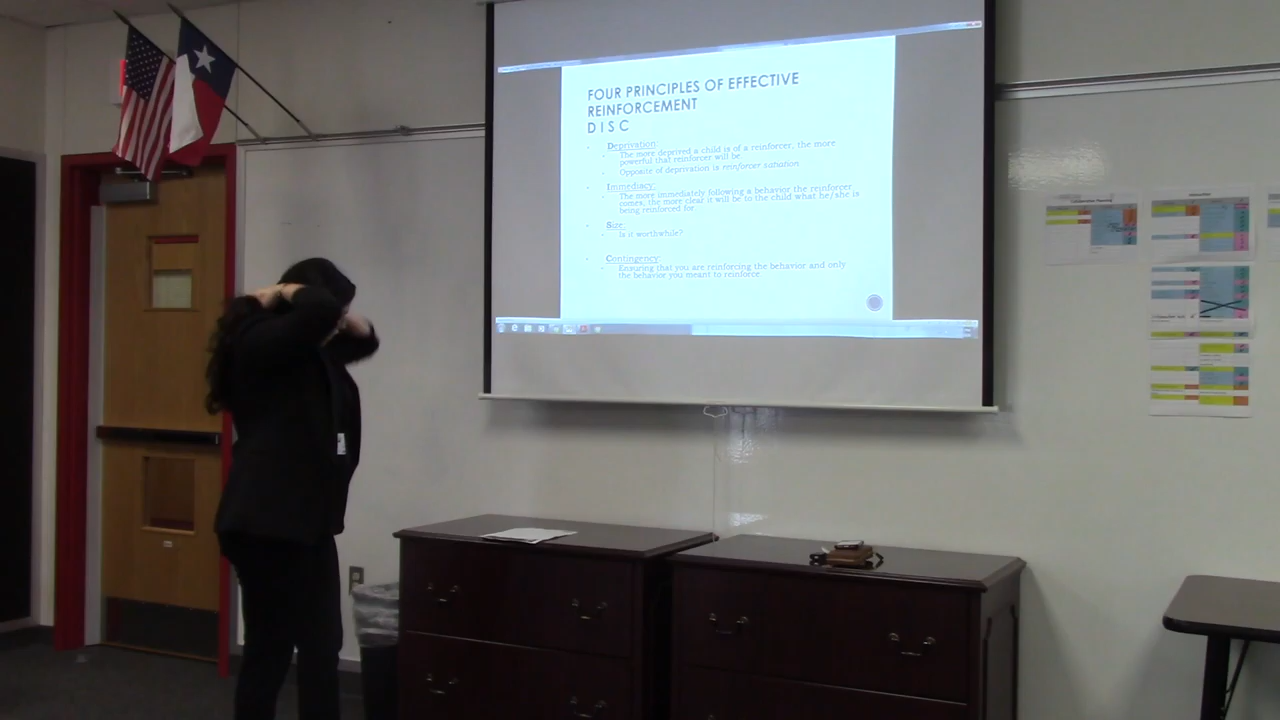 FOUR PRINCIPLES OF EFFECTIVE
REINFORCEMENT
D I S C
Deprivation:
The more deprived a child is of a reinforcer, the more
powerful that reinforcer will be.
Opposite of deprivation is reinforcer satiation
Immediacy:
The more immediately following a behavior the reinforcer
comes, the more clear it will be to the child what he/she is
being reinforced for.
Size:
Is it worthwhile?
Contingency:
Ensuring that you are reinforcing the behavior and only
the behavior you meant to reinforce